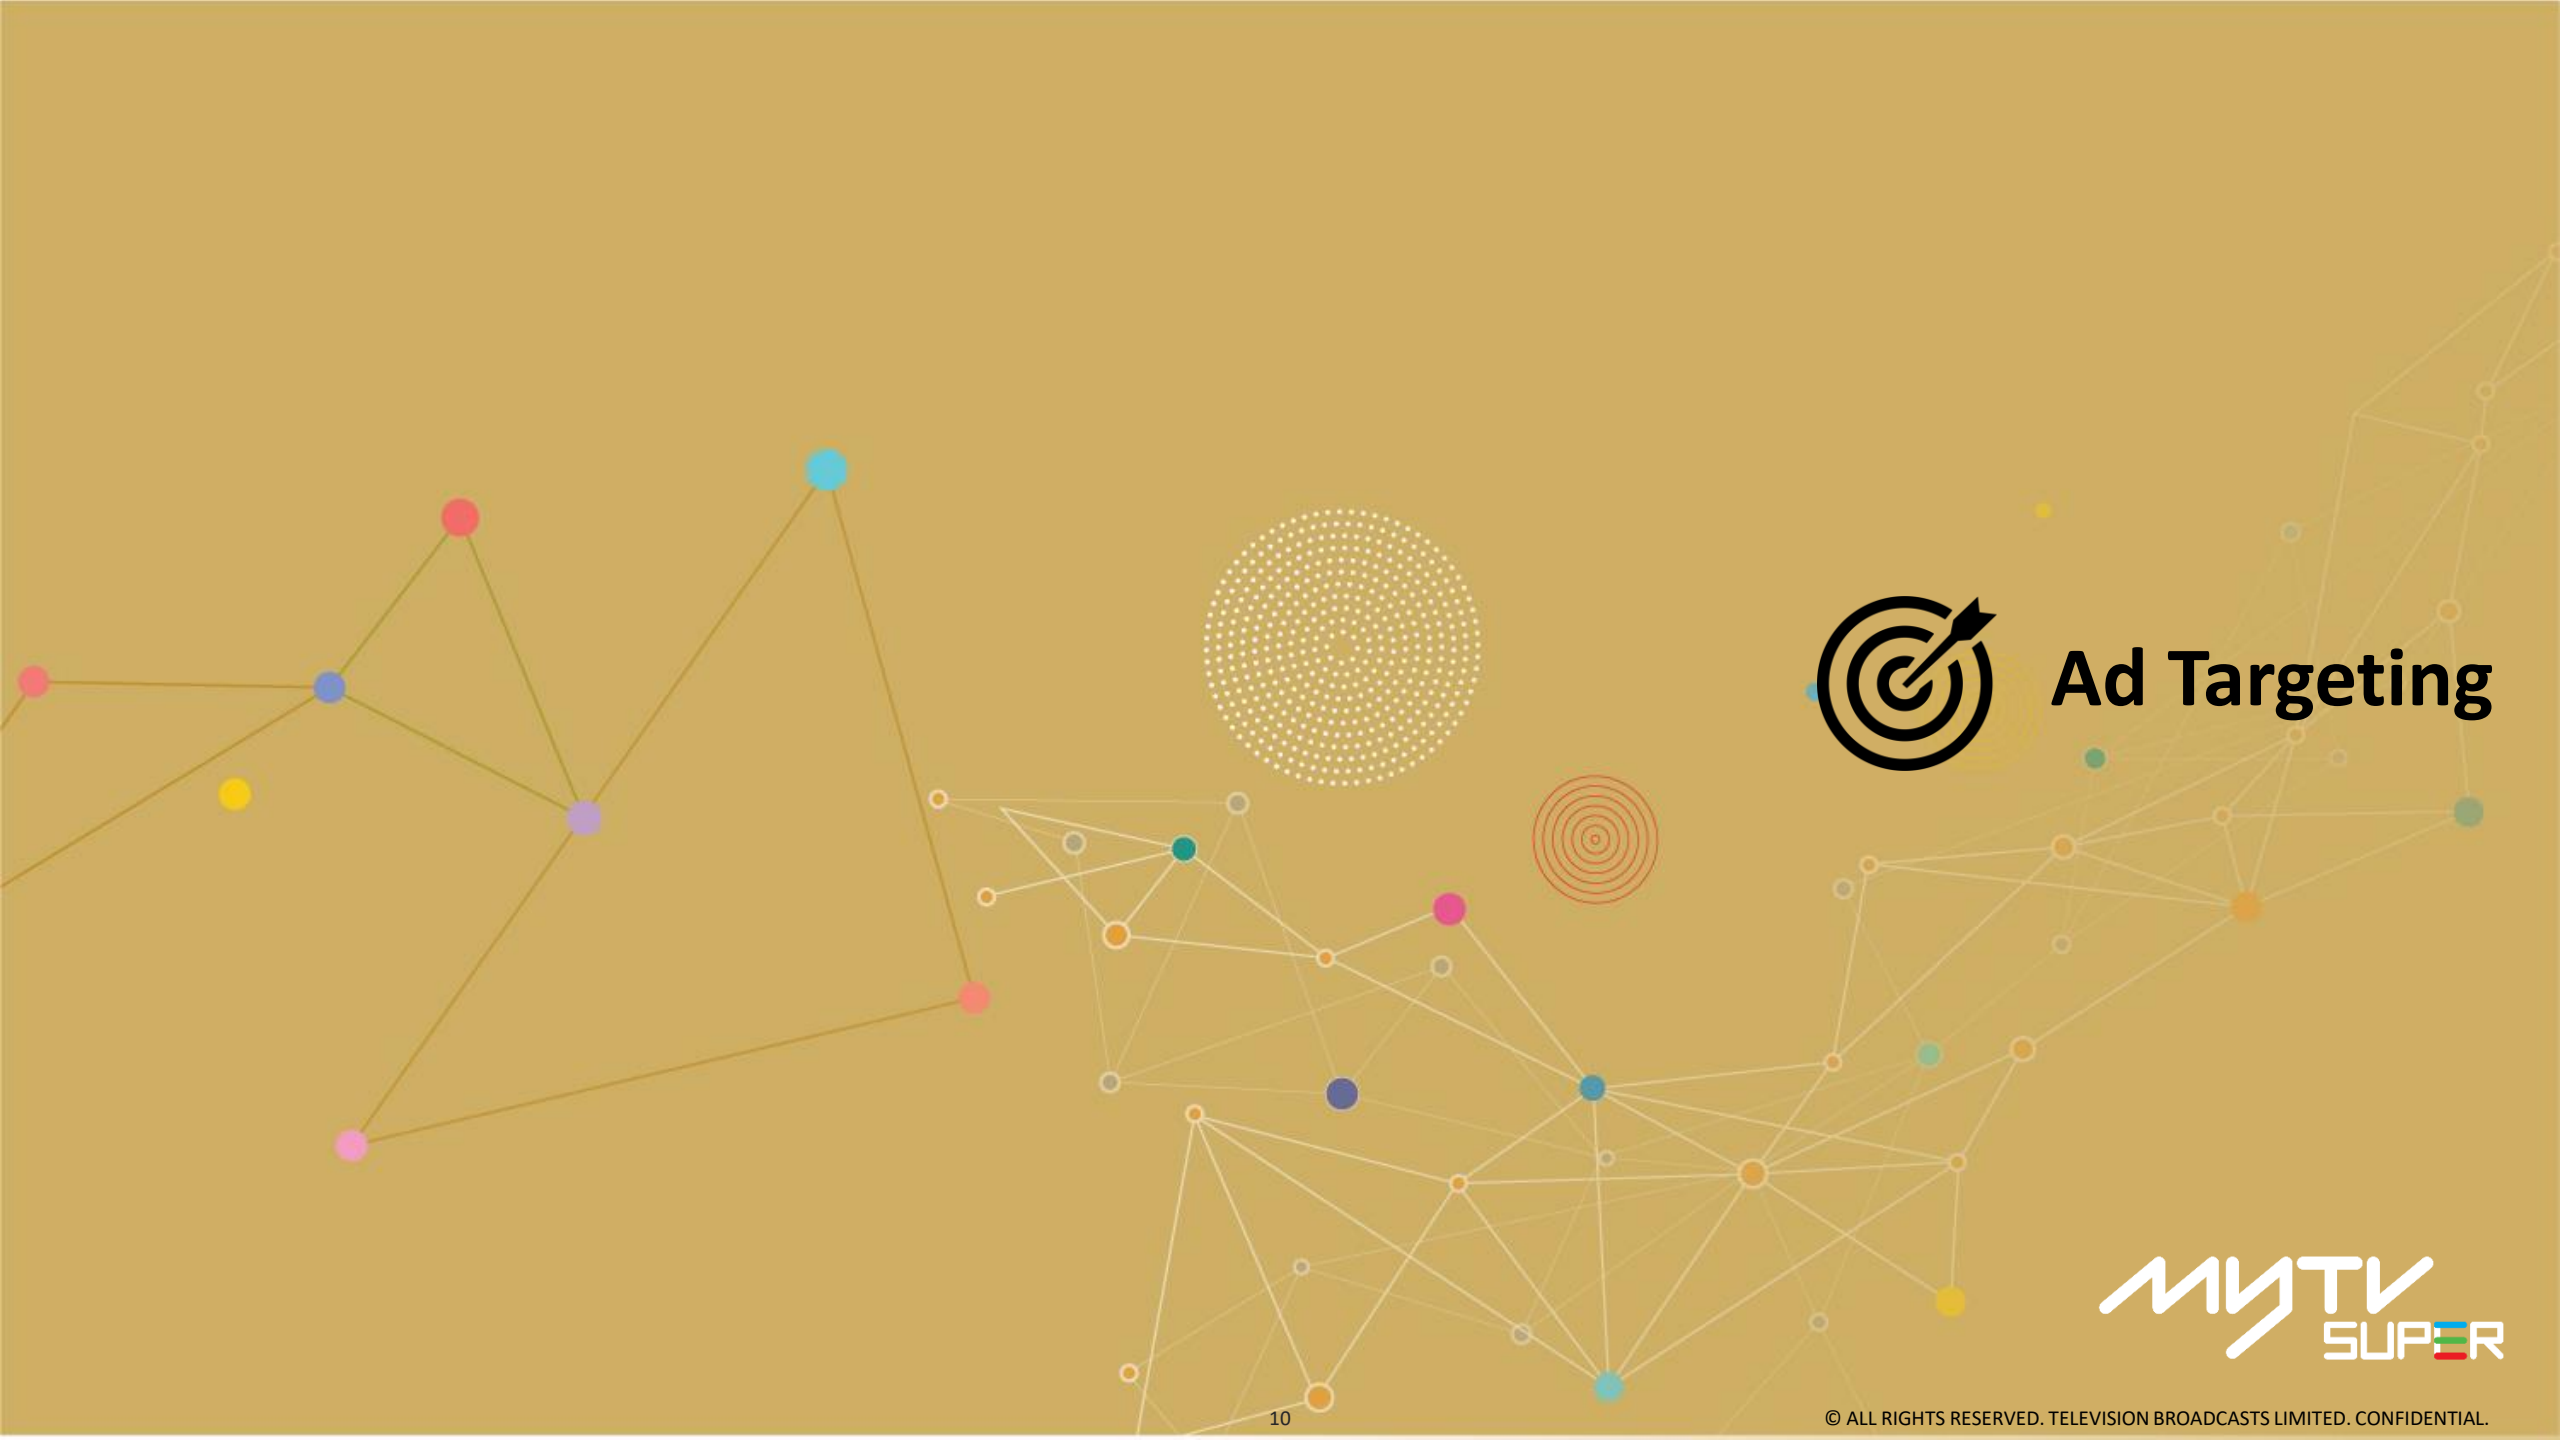 Ad Targeting
myTV
SUPER
10
© ALL RIGHTS RESERVED. TELEVISION BROADCASTS LIMITED. CONFIDENTIAL.